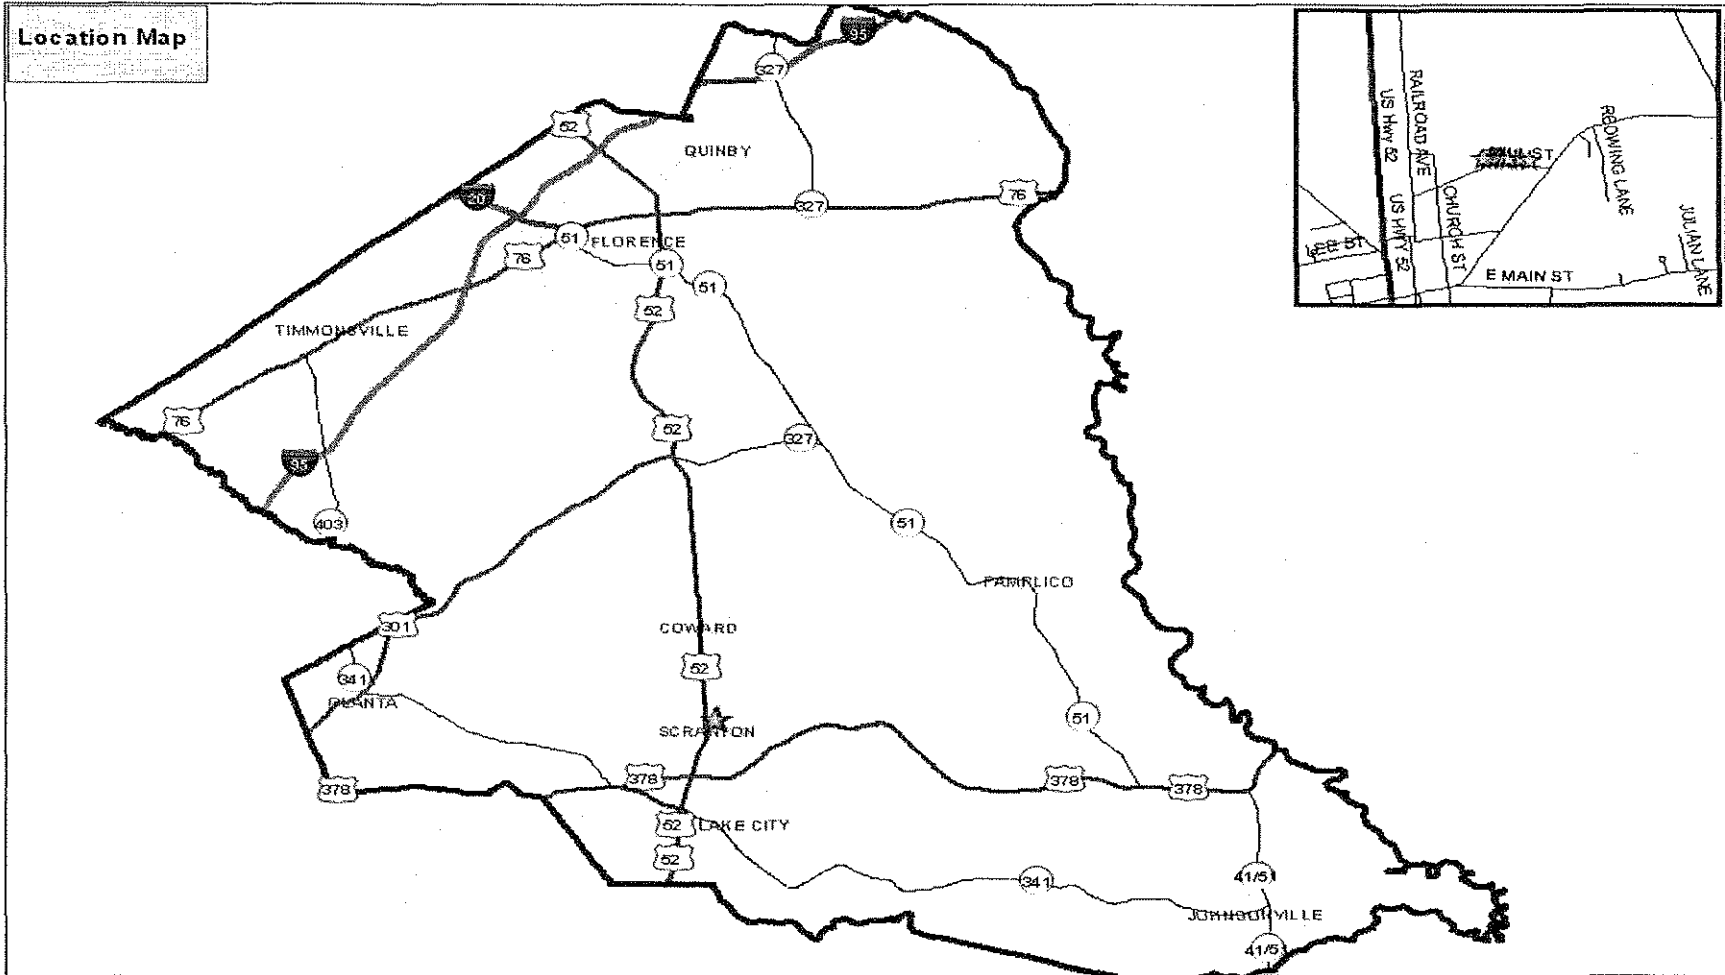 Location Map
95
327
52
QUINBY
20
76
327
51
FLORENCE
76
51
51
52
TIMMONSVILLE
76
52
327
95
403
51
PAMPLICO
301
COWARD
52
341
OLANTA
51
SCRANTON
378
378
378
378
52
LAKE CITY
52
341
41/51
JOHNSONVILLE
41/51
US Hwy 52
RAILROAD AVE
ST
REDWING LANE
US HWY 52
CHURCH ST
JULIAN LANE
ST
E MAIN ST